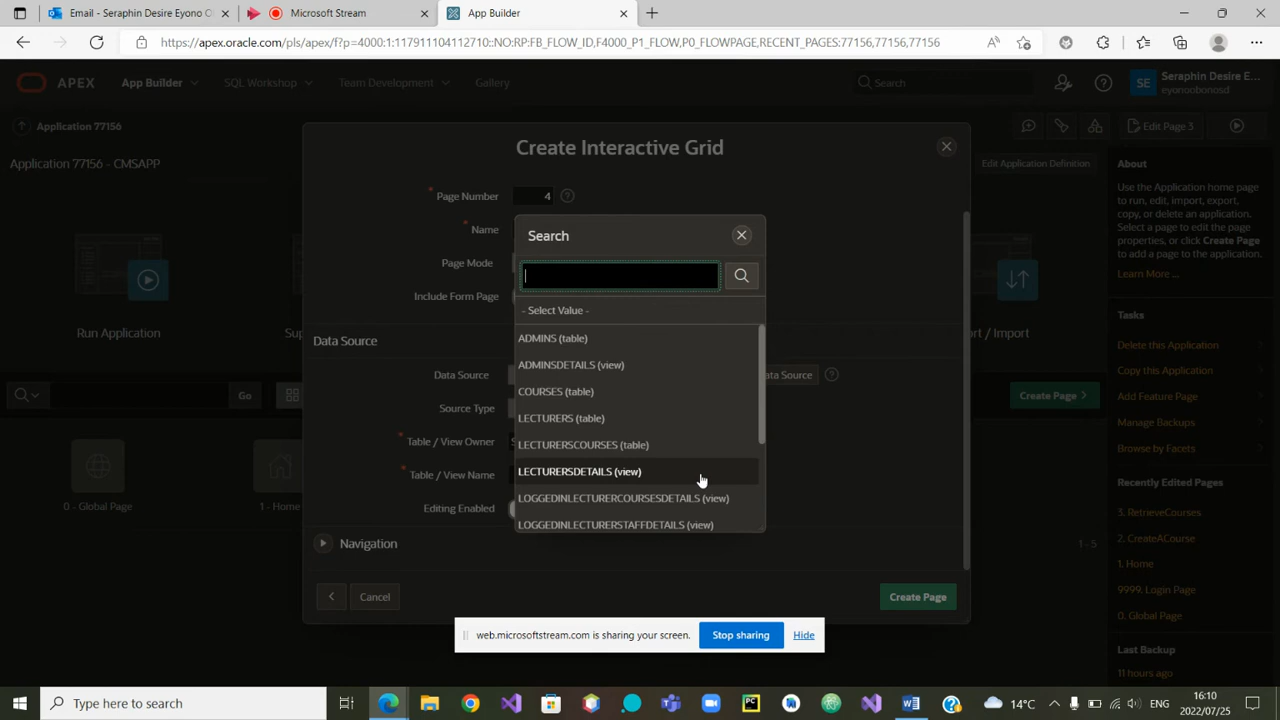 Email - Seraphin Desire Eyono O
Microsoft Stream
App Builder
https://apex.oracle.com/pls/apex/f?p=4000:1:117911104112710::NO:RP:FB_FLOW_ID,F4000_P1_FLOW,P0_FLOWPAGE,RECENT_PAGES:77156,77156,77156
APEX
App Builder
SQL Workshop
Team Development
Gallery
Search
SE
Seraphin Desire E...
eyonoobonosd
Application 77156
Edit Page 3
Application 77156 - CMSAPP
Edit Application Definition
Create Interactive Grid
Page Number
4
Name
Page Mode
Include Form Page
Data Source
Data Source
ata Source
Source Type
Table / View Owner
Table / View Name
Editing Enabled
Navigation
Cancel
Create Page
Search
- Select Value -
ADMINS (table)
ADMINSDETAILS (view)
COURSES (table)
LECTURERS (table)
LECTURERSCOURSES (table)
LECTURERSDETAILS (view)
LOGGEDINLECTURERCOURSESDETAILS (view)
LOGGEDINLECTURERSTAFFDETAILS (view)
Run Application
Sup
rt / Import
Go
Create Page
0 - Global Page
1 - Home
1 - 5
About
Use the Application home page
to run, edit, import, export,
copy, or delete an application.
Select a page to edit the page
properties, or click Create Page
to add a page to the application.
Learn More ...
Tasks
Delete this Application
Copy this Application
Add Feature Page
Manage Backups
Browse by Facets
Recently Edited Pages
3. RetrieveCourses
2. CreateACourse
1. Home
9999. Login Page
0. Global Page
Last Backup
11 hours ago
web.microsoftstream.com is sharing your screen.
Stop sharing
Hide
Type here to search
14°C
ENG
16:10
2022/07/25